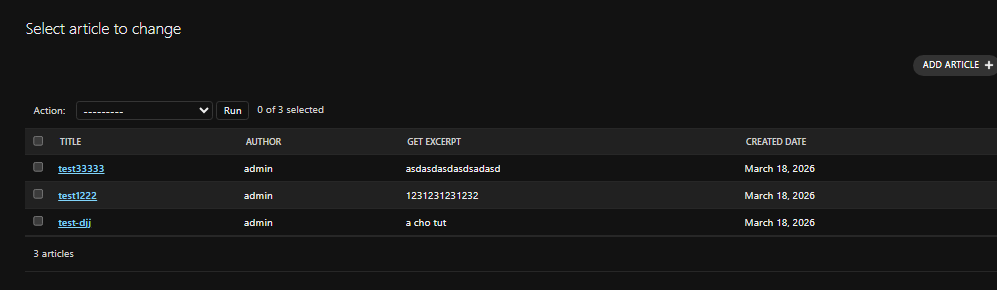 Select article to change
ADD ARTICLE +
Action: --------- Run 0 of 3 selected
TITLE AUTHOR GET EXCERPT CREATED DATE
test33333 admin asdasdasdasdsadasd March 18, 2026
test1222 admin 1231231231232 March 18, 2026
test-djj admin a cho tut March 18, 2026
3 articles